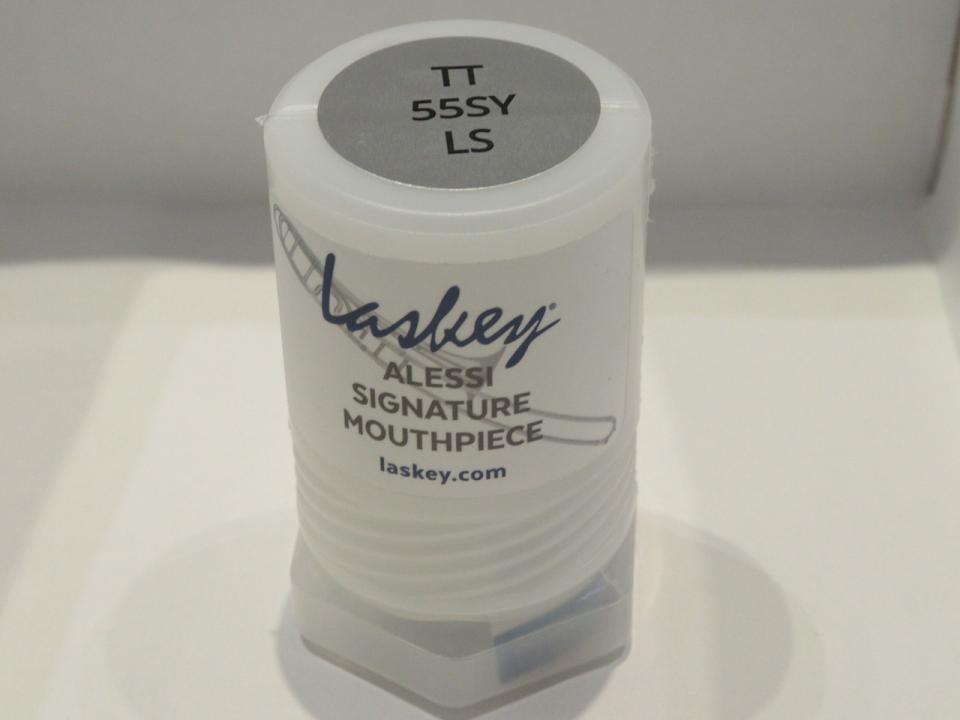 TT
55SY
LS
Laskey
ALESSI
SIGNATURE
MOUTHPIECE
laskey.com